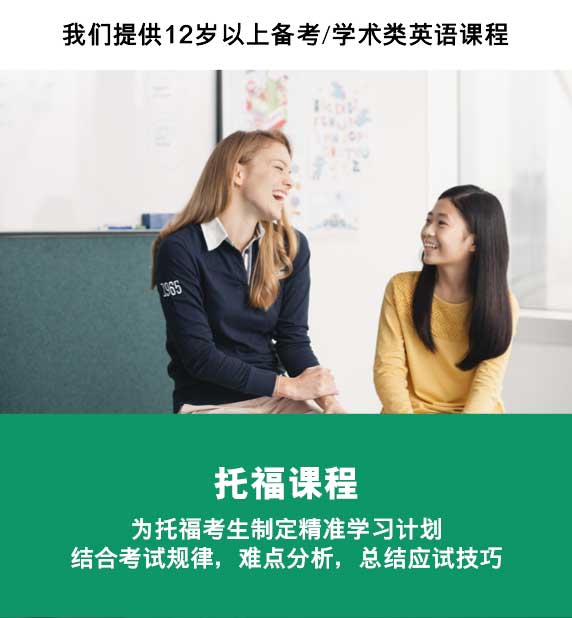 我们提供12岁以上备考/学术类英语课程
1965
托福课程
为托福考生制定精准学习计划
结合考试规律，难点分析，总结应试技巧